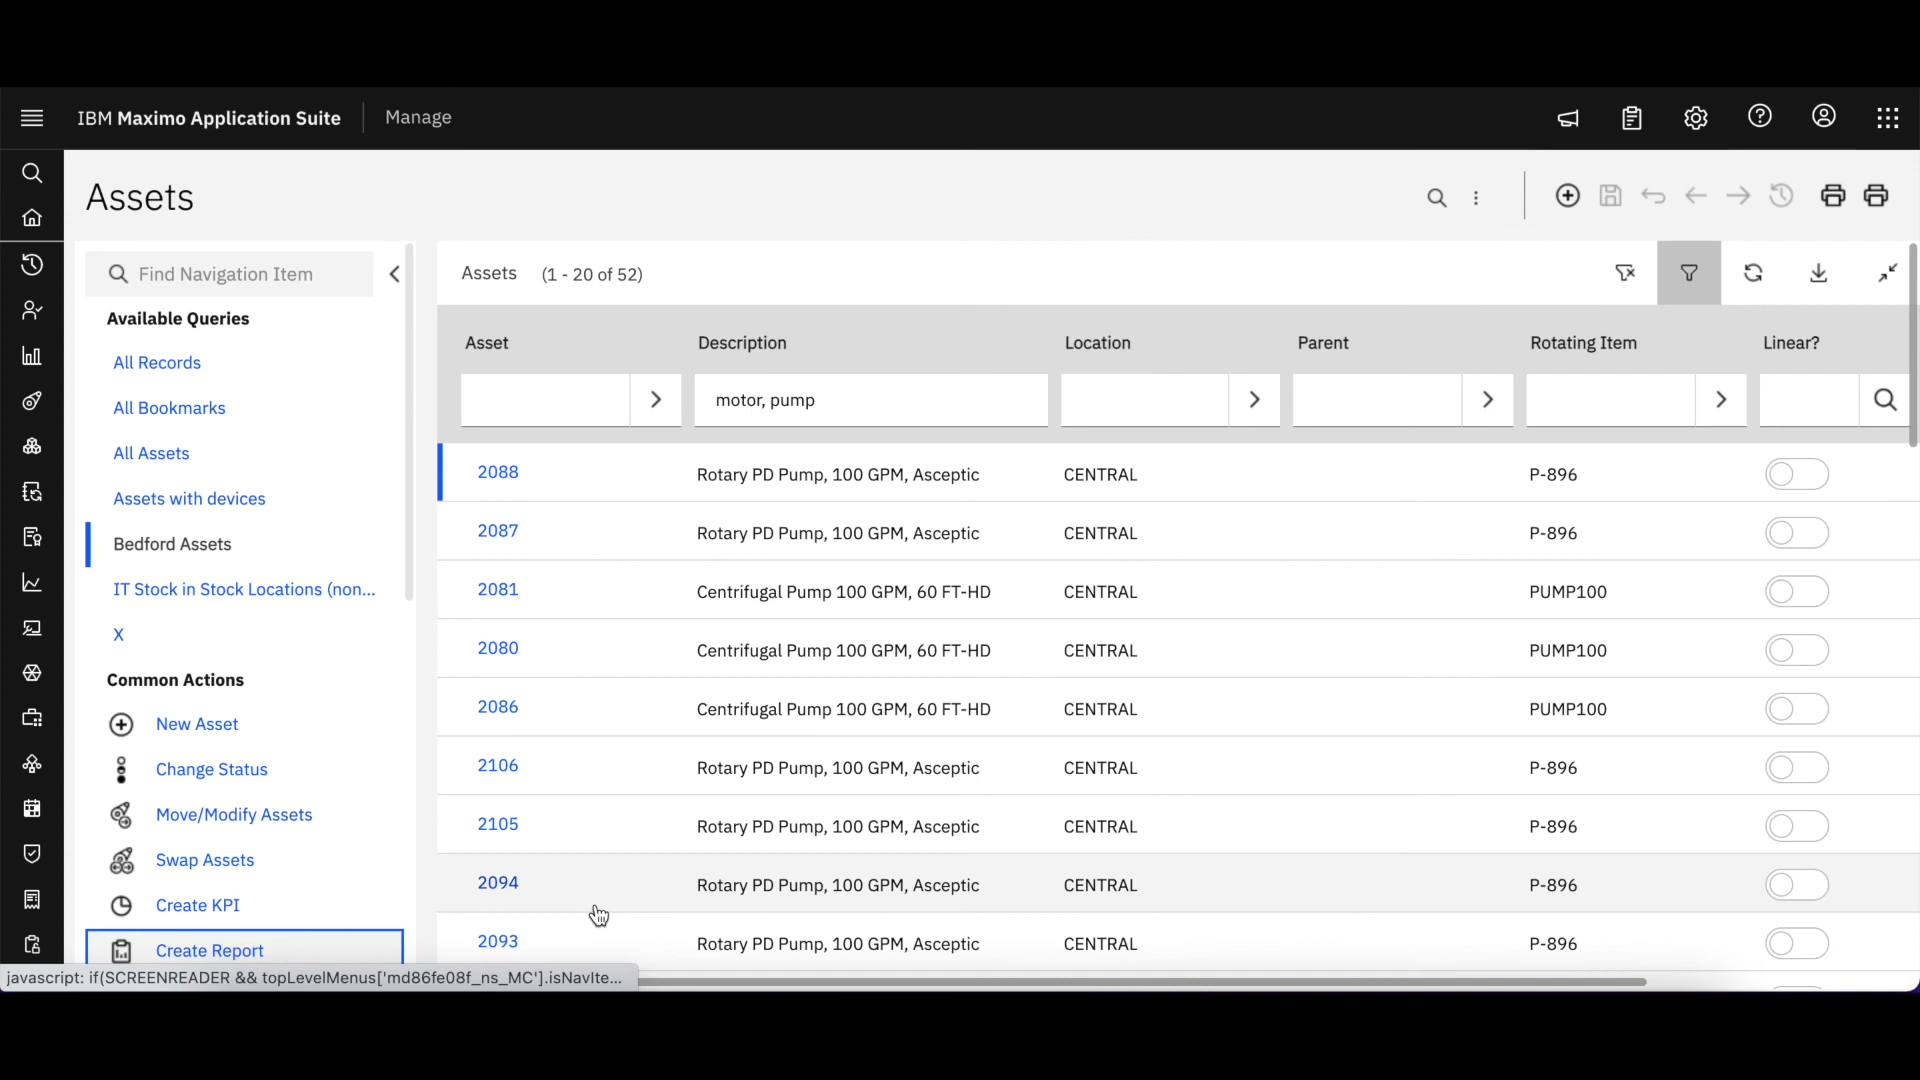 IBM Maximo Application Suite Manage
Assets
Find Navigation Item
Available Queries
All Records
All Bookmarks
All Assets
Assets with devices
Bedford Assets
IT Stock in Stock Locations (non...
X
Common Actions
New Asset
Change Status
Move/Modify Assets
Swap Assets
Create KPI
Create Report
javascript: if(SCREENREADER && topLevelMenus['md86fe08f_ns_MC'].isNavIte...
Assets (1 - 20 of 52)
Asset Description Location Parent Rotating Item Linear?
motor, pump
2088 Rotary PD Pump, 100 GPM, Asceptic CENTRAL P-896
2087 Rotary PD Pump, 100 GPM, Asceptic CENTRAL P-896
2081 Centrifugal Pump 100 GPM, 60 FT-HD CENTRAL PUMP100
2080 Centrifugal Pump 100 GPM, 60 FT-HD CENTRAL PUMP100
2086 Centrifugal Pump 100 GPM, 60 FT-HD CENTRAL PUMP100
2106 Rotary PD Pump, 100 GPM, Asceptic CENTRAL P-896
2105 Rotary PD Pump, 100 GPM, Asceptic CENTRAL P-896
2094 Rotary PD Pump, 100 GPM, Asceptic CENTRAL P-896
2093 Rotary PD Pump, 100 GPM, Asceptic CENTRAL P-896